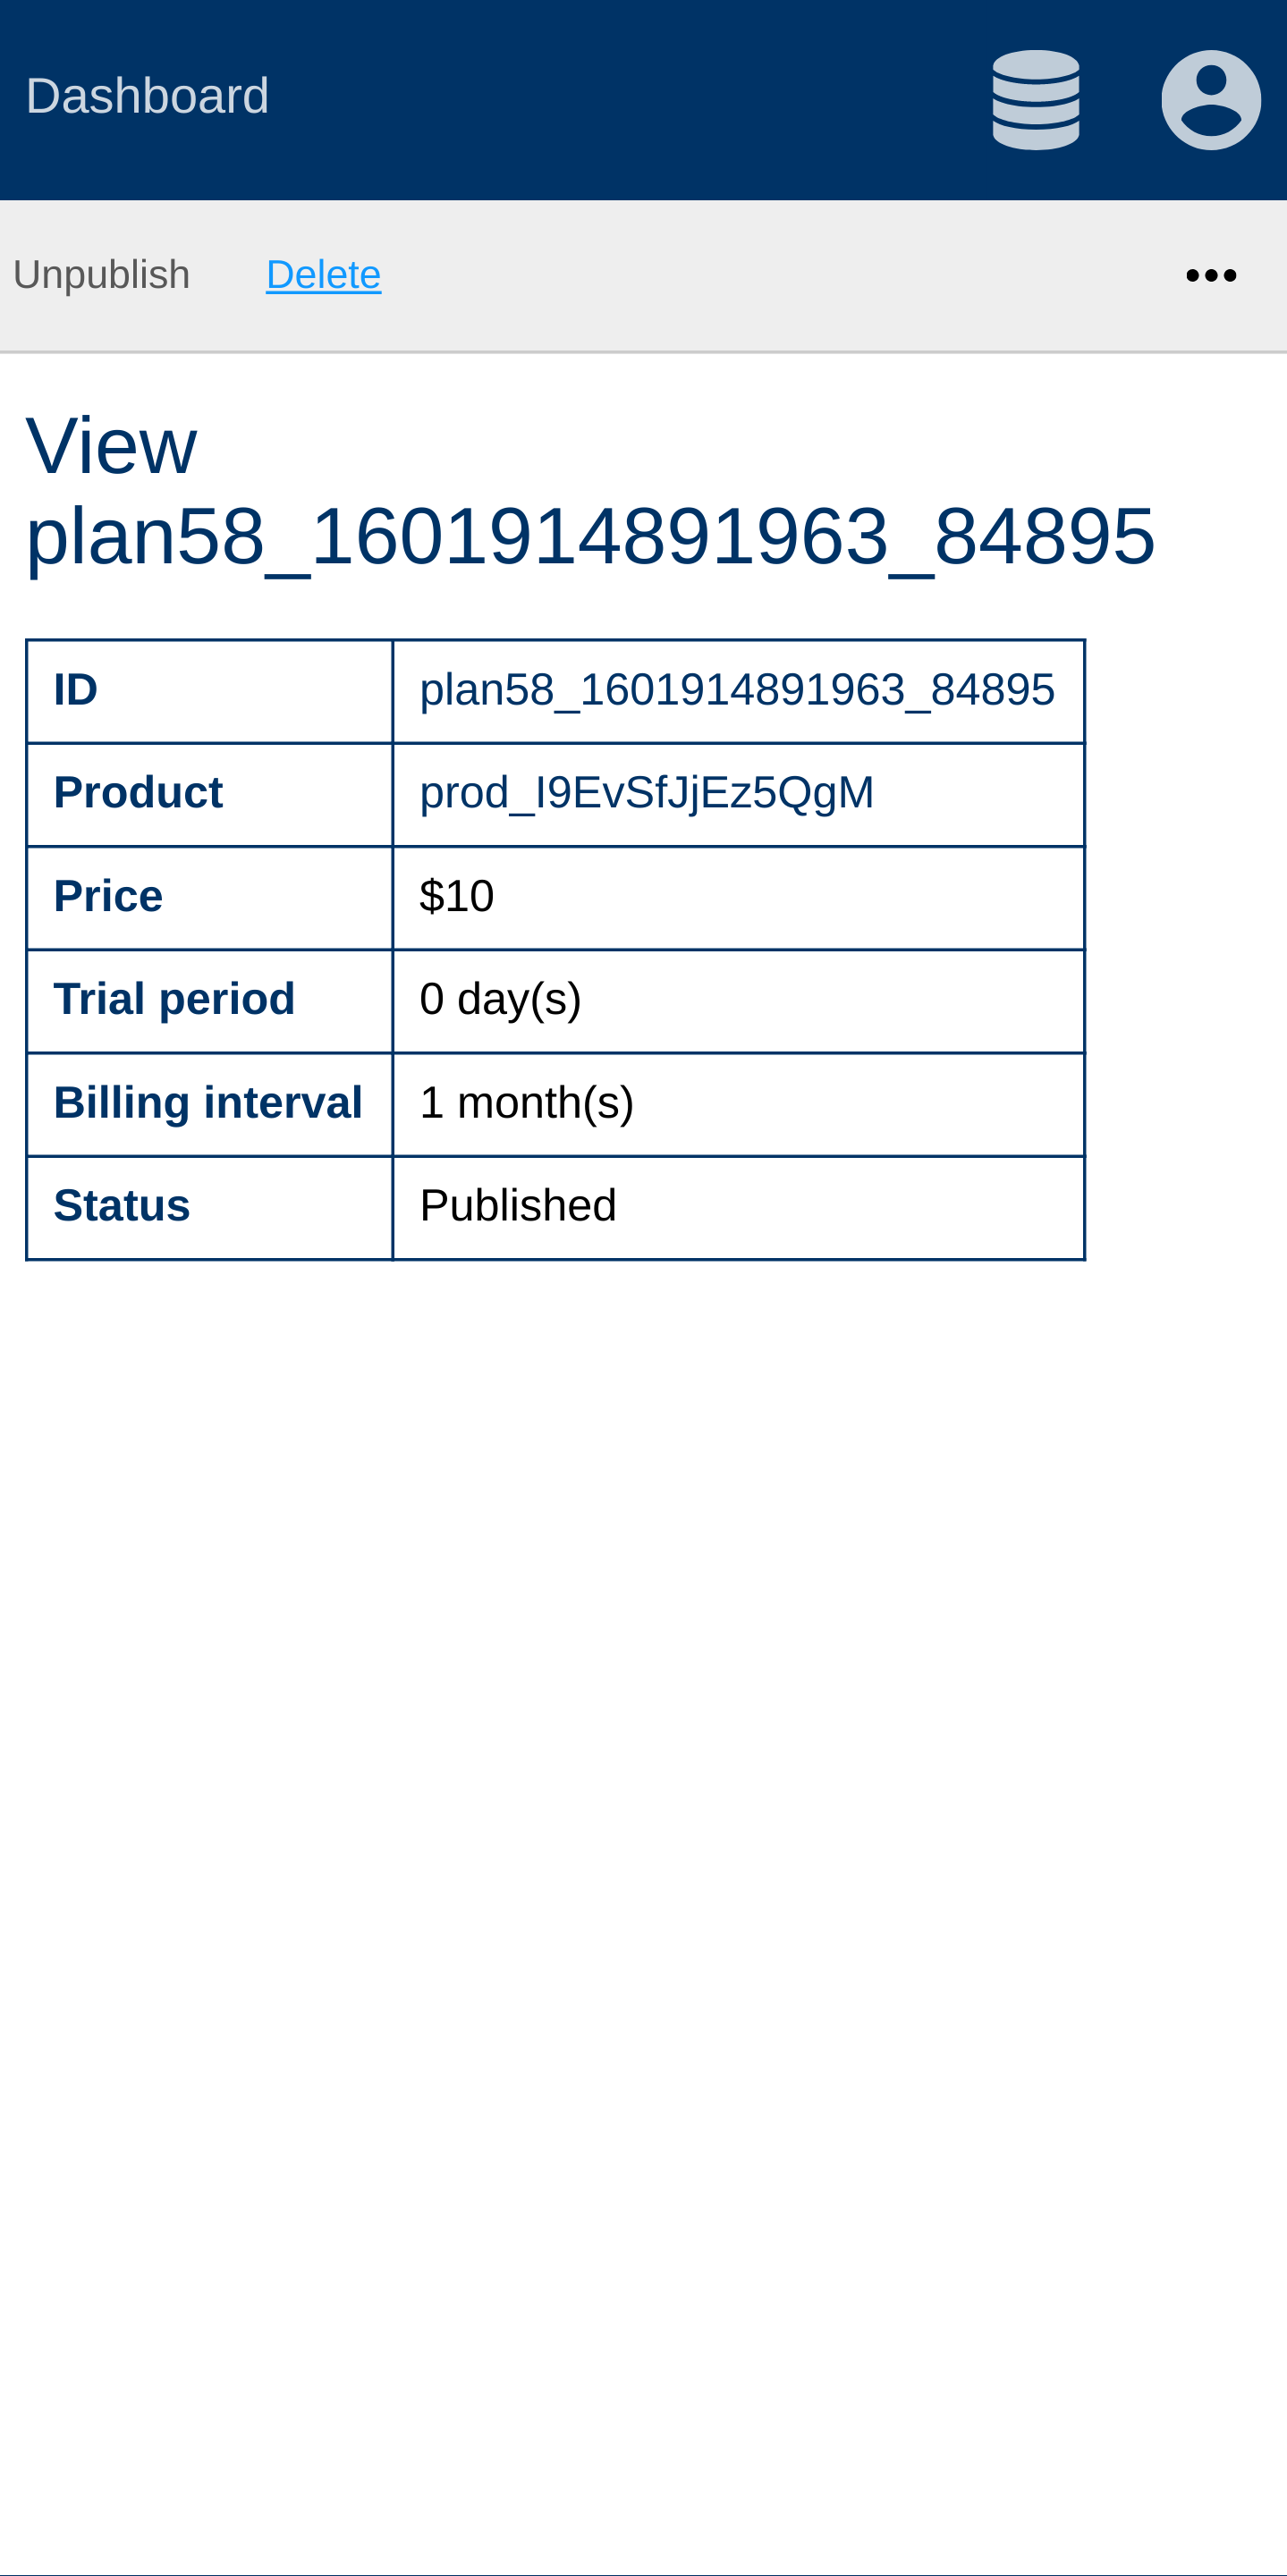 Dashboard
Unpublish Delete
View
plan58_1601914891963_84895
ID plan58_1601914891963_84895
Product prod_I9EvSfJjEz5QgM
Price $10
Trial period 0 day(s)
Billing interval 1 month(s)
Status Published